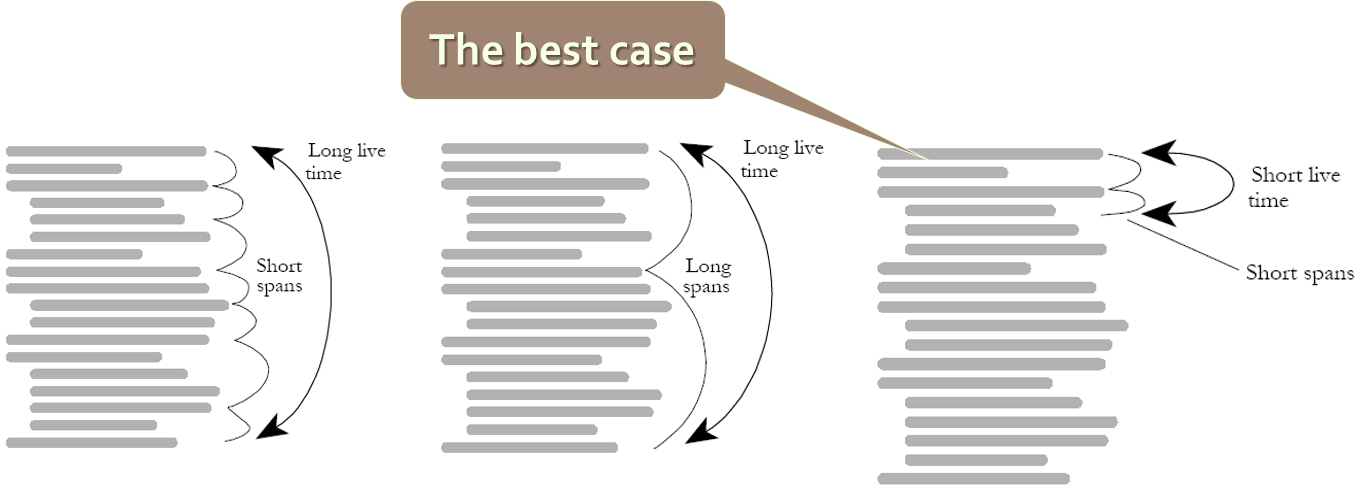 The best case
Long live
time
Short
spans
Long live
time
Long
spans
Short live
time
Short spans